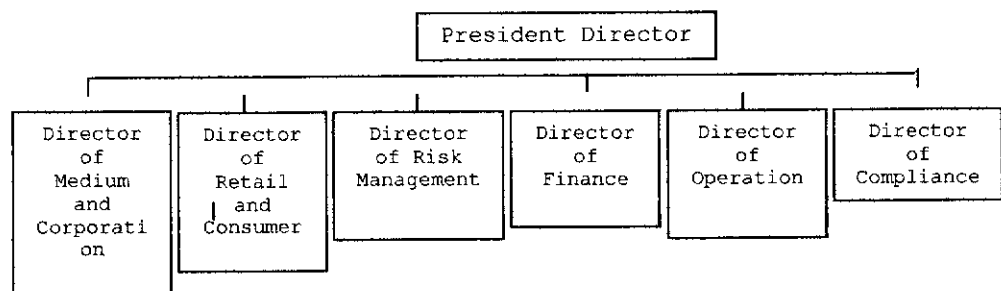 President Director
Director
of
Medium
and
Corporati
on
Director
of
Retail
and
Consumer
Director
of Risk
Management
Director
of
Finance
Director
of
Operation
Director
of
Compliance